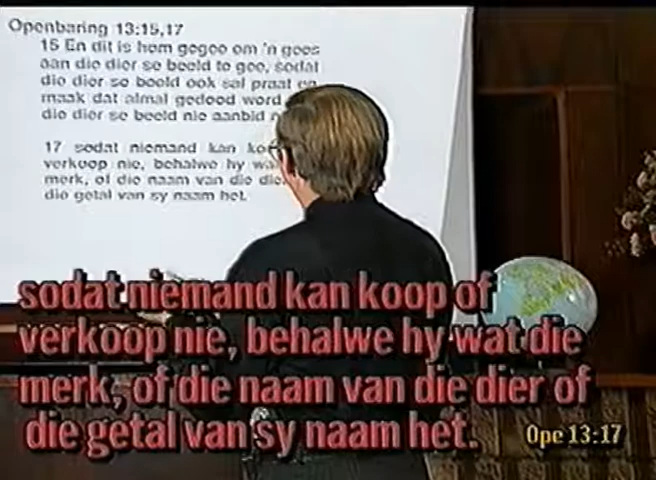 Openbaring 13:15,17
15 En dit is hom gegee om 'n gees
aan die dier se beeld te gee, sodat
die dier se beeld ook sal praat en
maak dat almal gedood word
die dier se beeld nie aanbid
17 sodat niemand kan
verkoop nie, behalwe hy
merk, of die naam van die
die getal van sy naam het.
sodat niemand kan koop of
verkoop nie, behalwe hy wat die
merk, of die naam van die dier of
die getal van sy naam het.
Ope 13:17